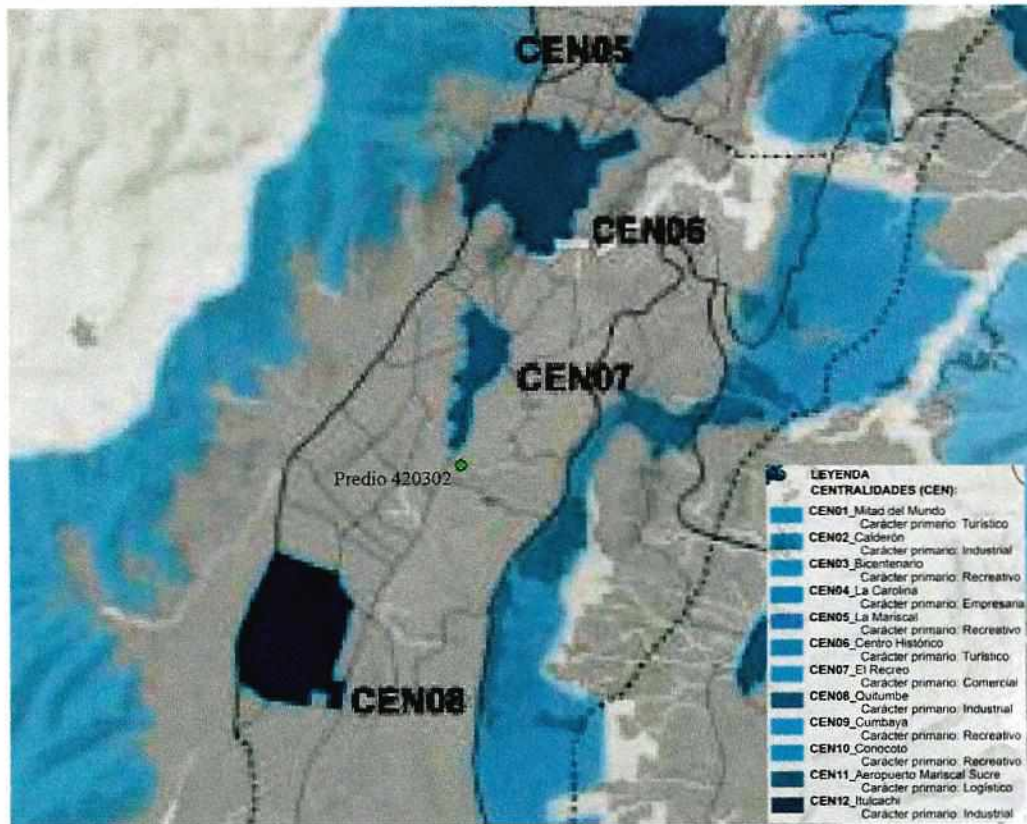 CEN05
CEN06
CEN07
Predio 420302
CEN08
LEYENDA
CENTRALIDADES (CEN):
CEN01_Mitad del Mundo
Carácter primario: Turístico
CEN02_Calderón
Carácter primario: Industrial
CEN03_Bicentenario
Carácter primario: Recreativo
CEN04_La Carolina
Carácter primario: Empresaria
CEN05_La Mariscal
Carácter primario: Recreativo
CEN06_Centro Histórico
Carácter primario: Turístico
CEN07_El Recreo
Carácter primario: Comercial
CEN08_Quitumbe
Carácter primario: Industrial
CEN09_Cumbaya
Carácter primario: Recreativo
CEN10_Conocoto
Carácter primario: Recreativo
CEN11_Aeropuerto Mariscal Sucre
Carácter primario: Logístico
CEN12_Itulcachi
Carácter primario: Industrial